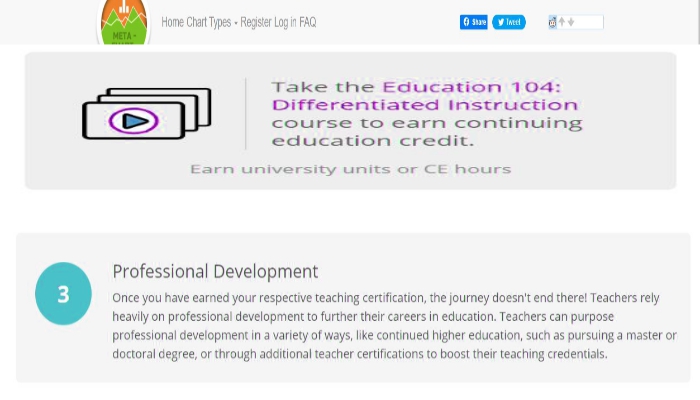 Home Chart Types Register Log in FAQ
Share Tweet
META -
Take the Education 104:
Differentiated Instruction
course to earn continuing
education credit.
Earn university units or CE hours
3
Professional Development
Once you have earned your respective teaching certification, the journey doesn't end there! Teachers rely
heavily on professional development to further their careers in education. Teachers can purpose
professional development in a variety of ways, like continued higher education, such as pursuing a master or
doctoral degree, or through additional teacher certifications to boost their teaching credentials.